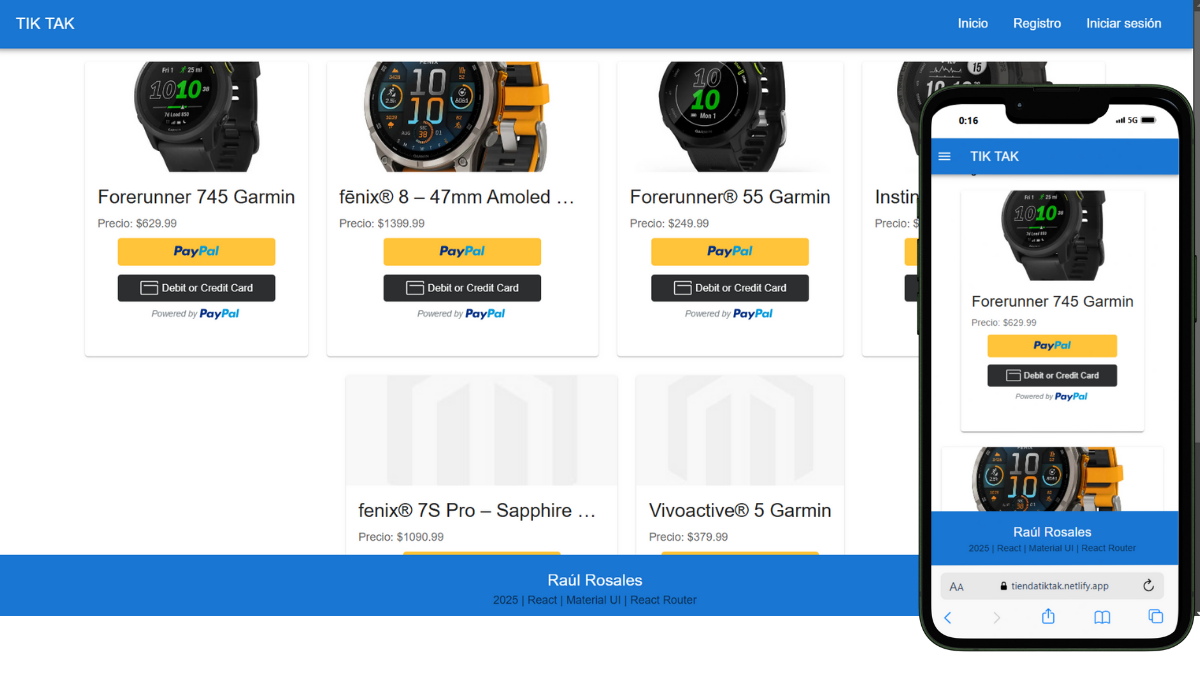 TIK TAK
Inicio Registro Iniciar sesión
Forerunner 745 Garmin
Precio: $629.99
PayPal
Debit or Credit Card
Powered by PayPal
fēnix® 8 – 47mm Amoled …
Precio: $1399.99
PayPal
Debit or Credit Card
Powered by PayPal
Forerunner® 55 Garmin
Precio: $249.99
PayPal
Debit or Credit Card
Powered by PayPal
Instin
Precio: $
fenix® 7S Pro – Sapphire …
Precio: $1090.99
Vivoactive® 5 Garmin
Precio: $379.99
Raúl Rosales
2025 | React | Material UI | React Router
0:16 5G
TIK TAK
10 10
Forerunner 745 Garmin
Precio: $629.99
PayPal
Debit or Credit Card
Powered by PayPal
10
10
Raúl Rosales
2025 | React | Material UI | React Router
AA tiendatiktak.netlify.app